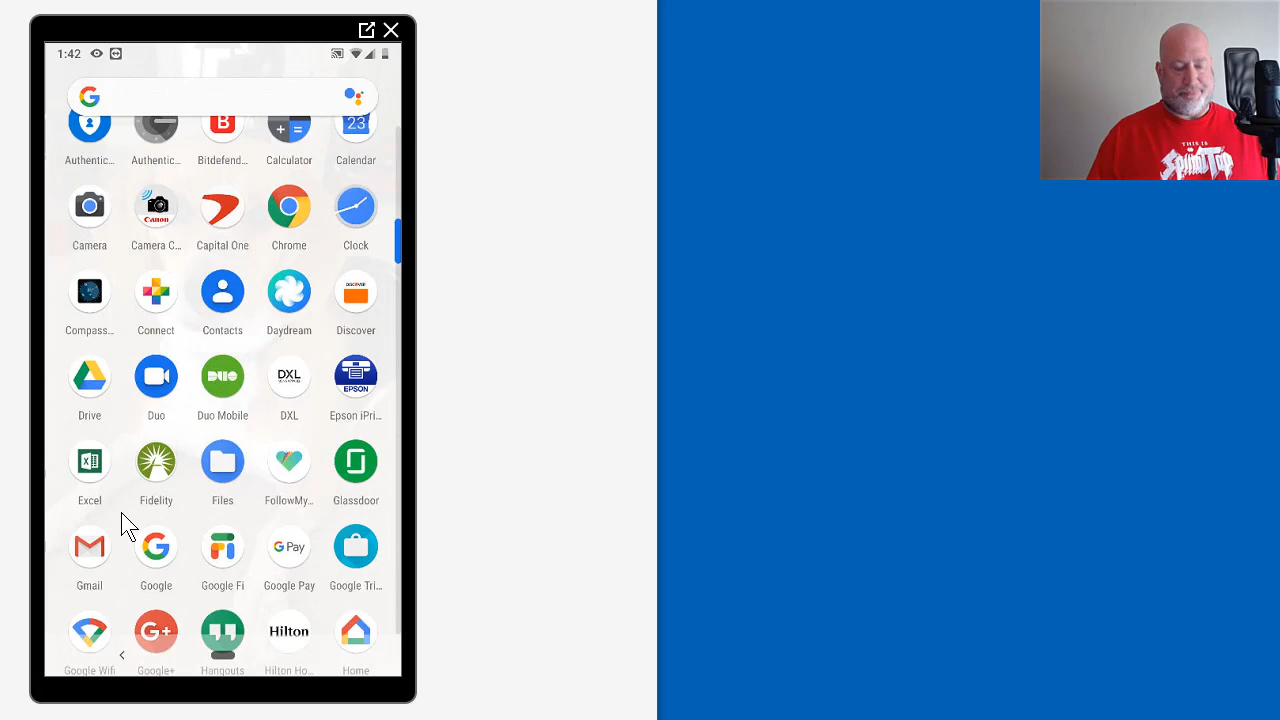 1:42
23
Authentic...
Authentic...
Bitdefend...
Calculator
Calendar
Canon
Camera
Camera C...
Capital One
Chrome
Clock
DISCOVER
Compass...
Connect
Contacts
Daydream
Discover
DUO
DXL
EPSON
Drive
Duo
Duo Mobile
DXL
Epson iPri...
Excel
Fidelity
Files
FollowMy...
Glassdoor
G Pay
Gmail
Google
Google Fi
Google Pay
Google Tri...
G+
Hilton
Google Wifi
Google+
Hangouts
Hilton Ho...
Home
THIS IS
Spinal Tap